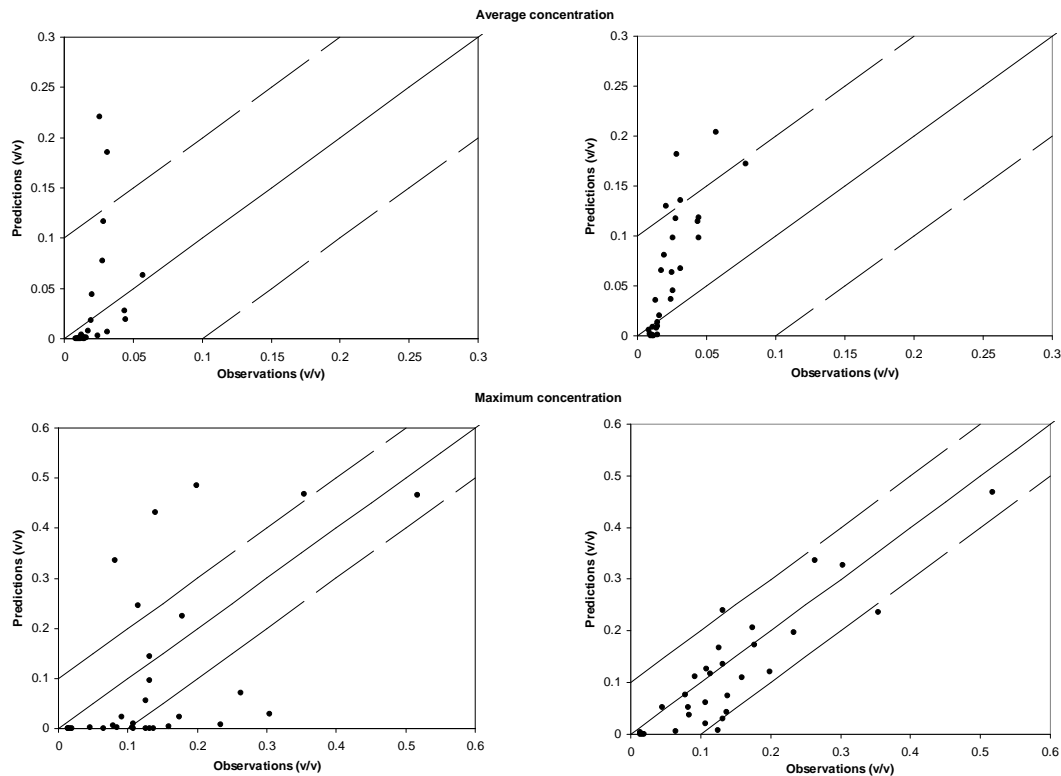 Average concentration
0.3
0.25
0.2
0.15
0.1
0.05
0
Predictions (v/v)
0 0.05 0.1 0.15 0.2 0.25 0.3
Observations (v/v)
0.3
0.25
0.2
0.15
0.1
0.05
0
Predictions (v/v)
0 0.05 0.1 0.15 0.2 0.25 0.3
Observations (v/v)
Maximum concentration
0.6
0.5
0.4
0.3
0.2
0.1
0
Predictions (v/v)
0 0.1 0.2 0.3 0.4 0.5 0.6
Observations (v/v)
0.6
0.5
0.4
0.3
0.2
0.1
0
Predictions (v/v)
0 0.1 0.2 0.3 0.4 0.5 0.6
Observations (v/v)